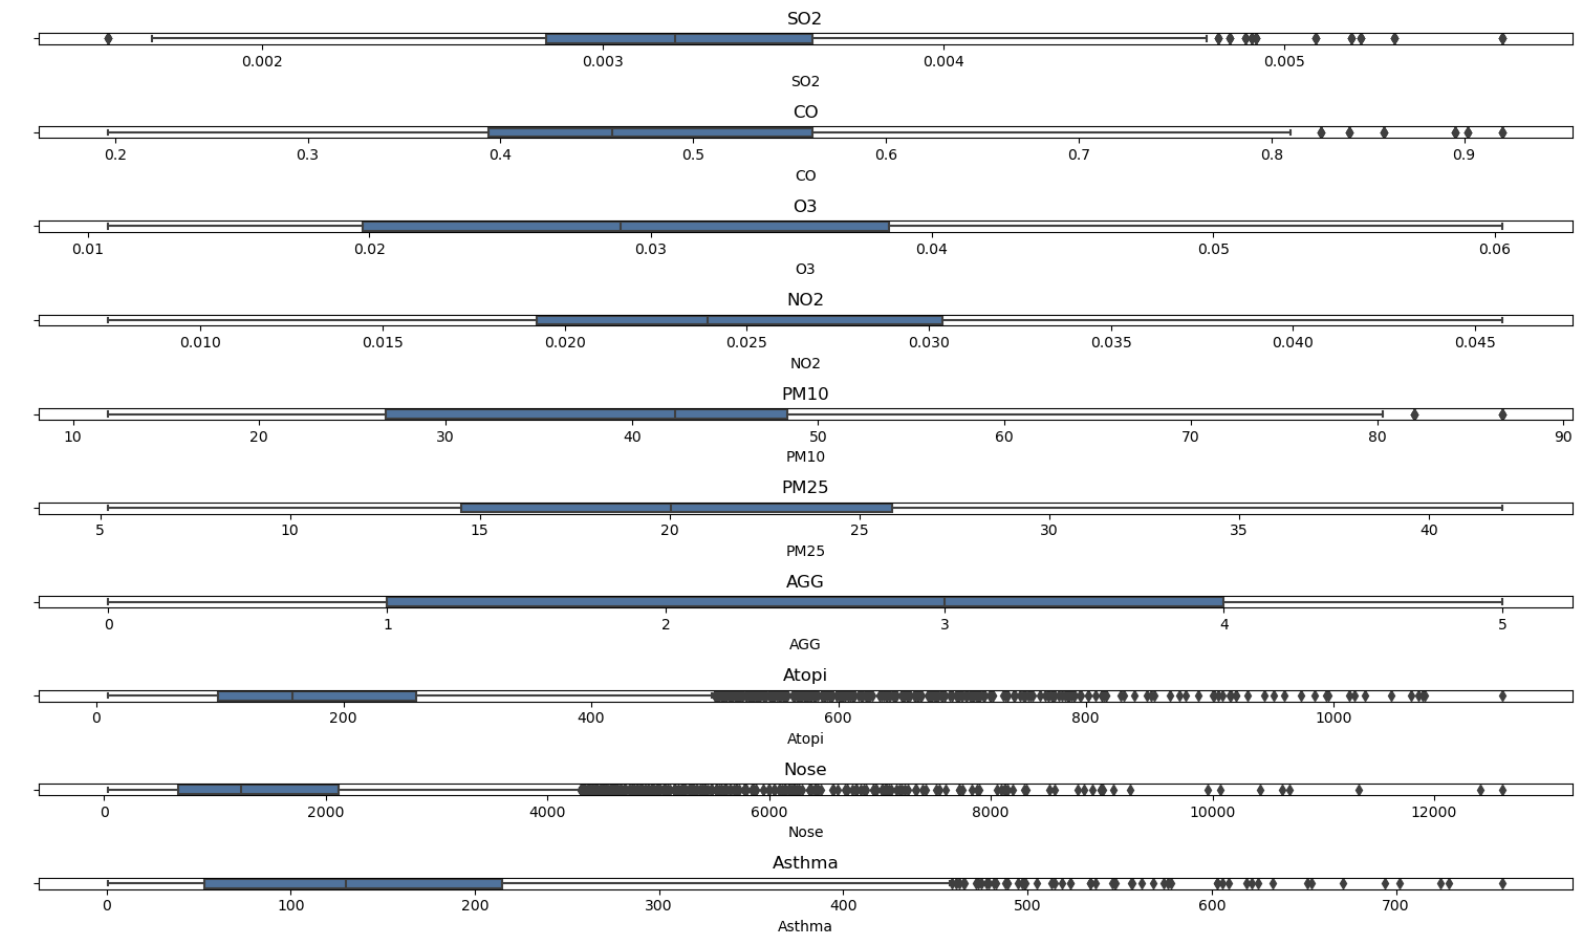 SO2
0.002 0.003 0.004 0.005
SO2
CO
0.2 0.3 0.4 0.5 0.6 0.7 0.8 0.9
CO
O3
0.01 0.02 0.03 0.04 0.05 0.06
O3
NO2
0.010 0.015 0.020 0.025 0.030 0.035 0.040 0.045
NO2
PM10
10 20 30 40 50 60 70 80 90
PM10
PM25
5 10 15 20 25 30 35 40
PM25
AGG
0 1 2 3 4 5
AGG
Atopi
0 200 400 600 800 1000
Atopi
Nose
0 2000 4000 6000 8000 10000 12000
Nose
Asthma
0 100 200 300 400 500 600 700
Asthma